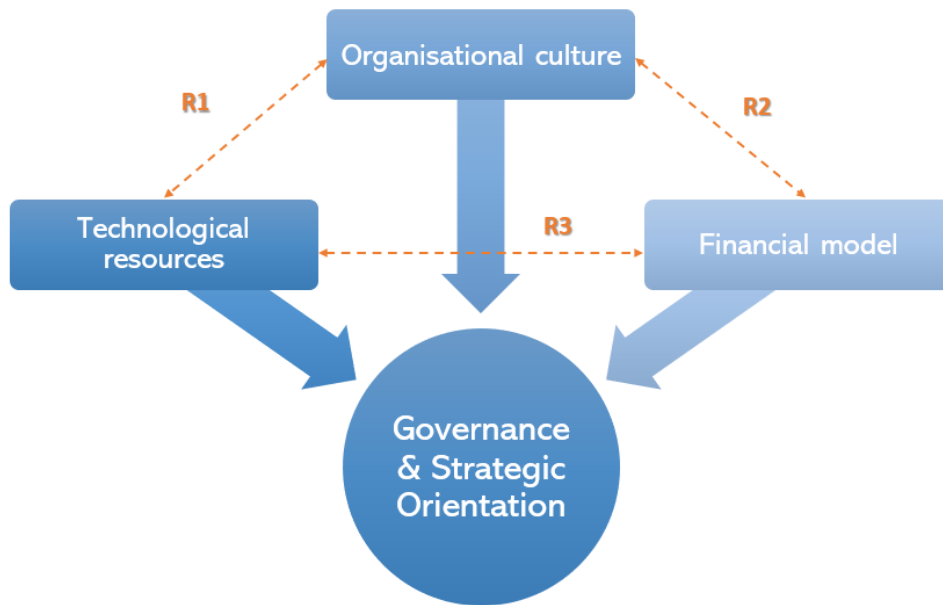 Organisational culture
R1
R2
Technological
resources
R3
Financial model
Governance
& Strategic
Orientation